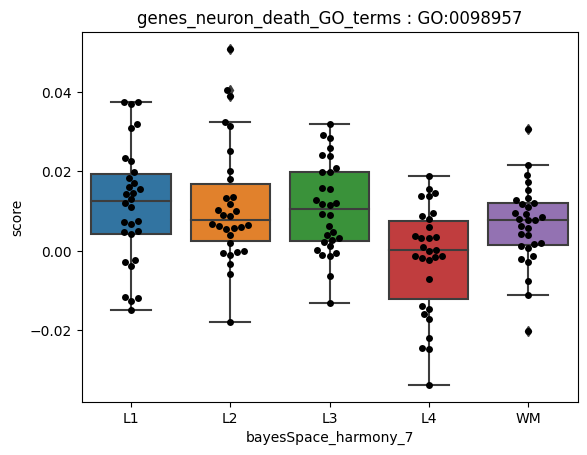 genes_neuron_death_GO_terms : GO:0098957
score
0.04
0.02
0.00
−0.02
L1 L2 L3 L4 WM
bayesSpace_harmony_7